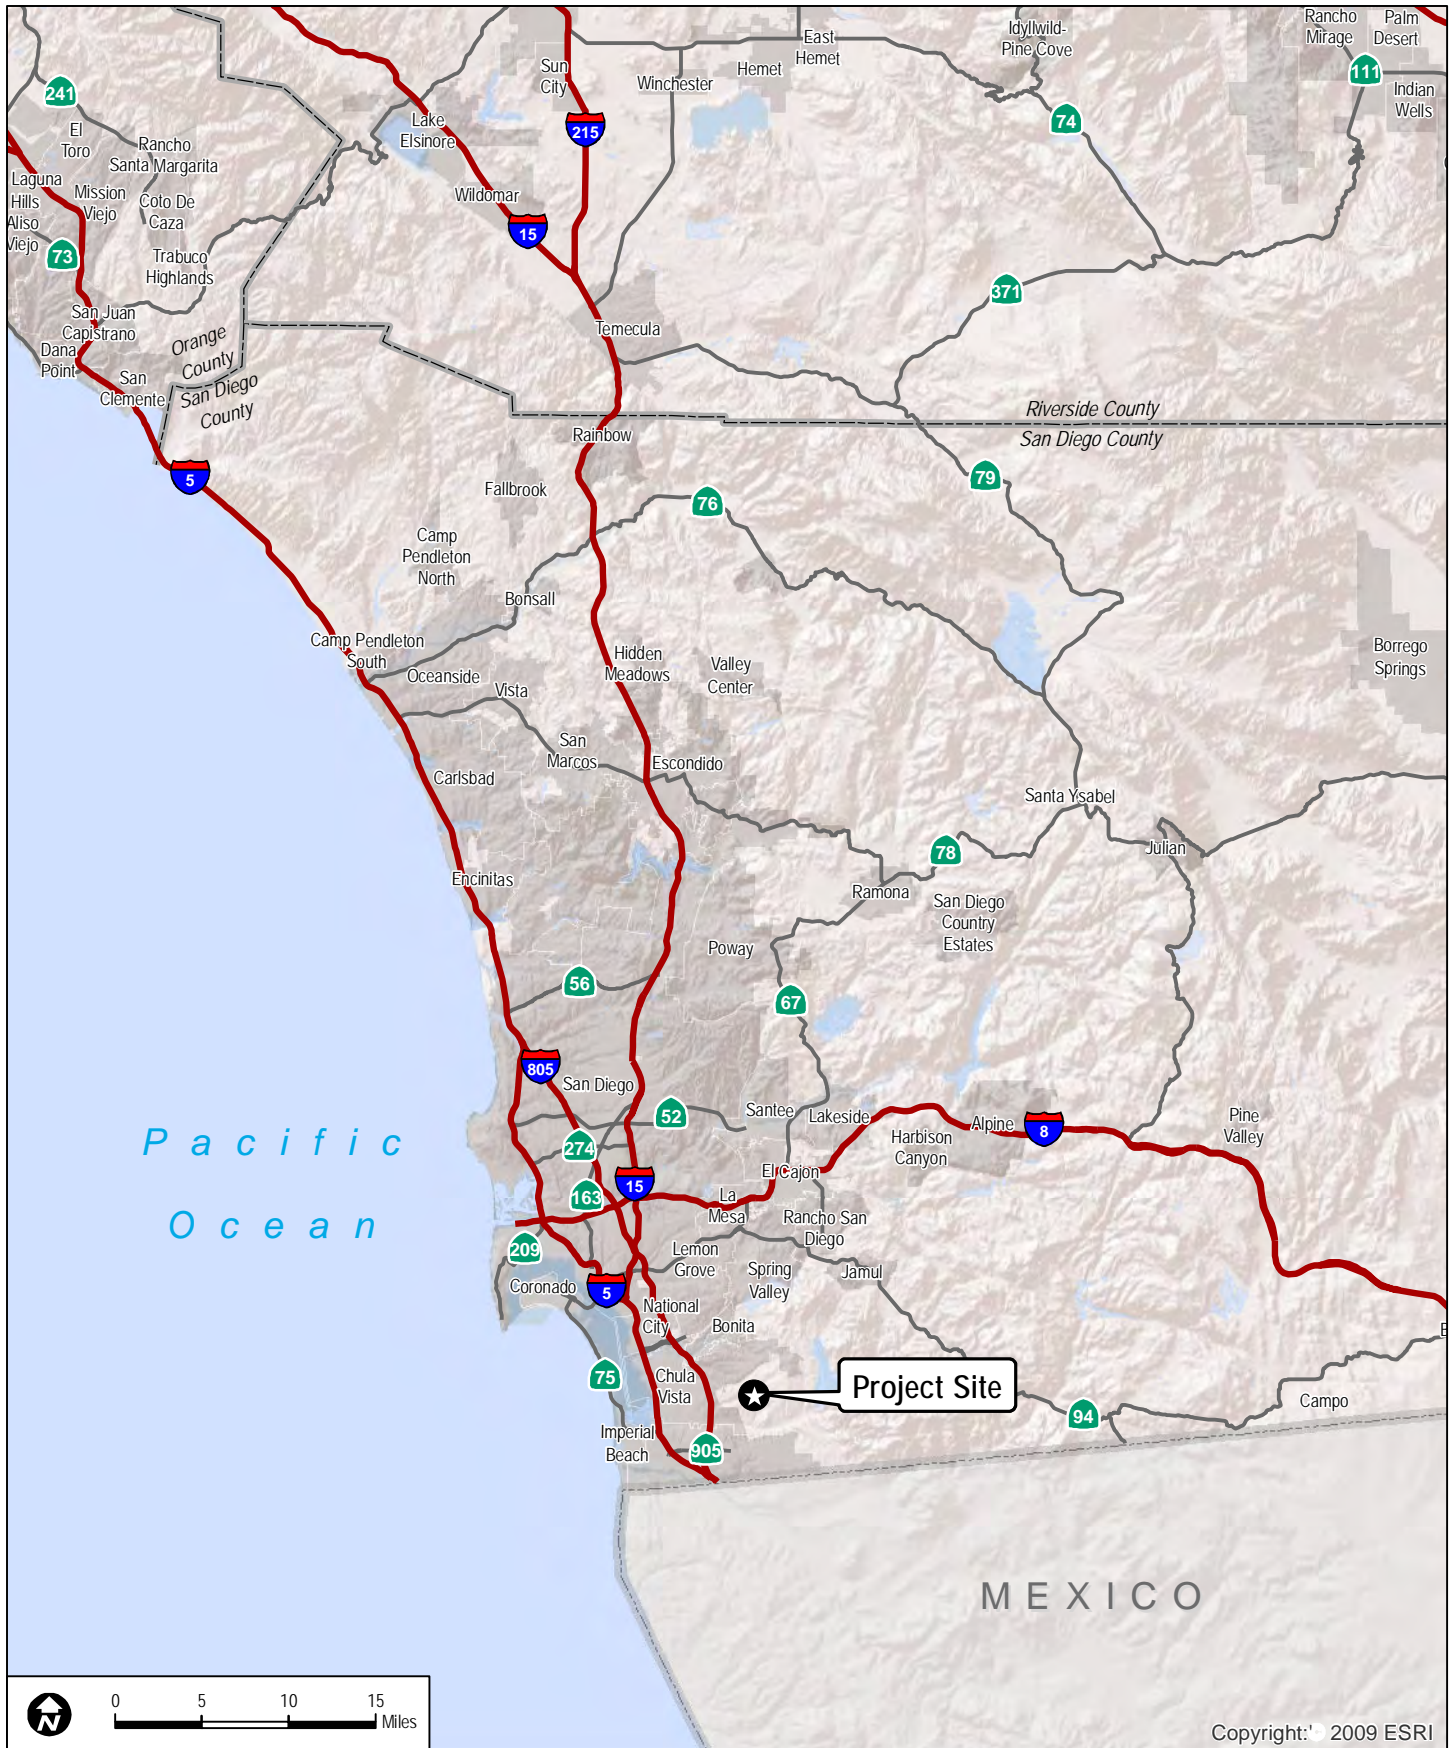 Rancho
Mirage
Palm
Desert
Idyllwild-
Pine Cove
East
Hemet
Hemet
Winchester
Sun
City
111
Indian
Wells
241
El
Toro
Rancho
Santa Margarita
Lake
Elsinore
215
74
Laguna
Hills
Mission
Viejo
Coto De
Caza
Wildomar
15
Aliso
Viejo
73
Trabuco
Highlands
371
San Juan
Capistrano
Dana
Point
Orange
County
San Diego
County
Temecula
San
Clemente
Riverside County
San Diego County
Rainbow
5
Fallbrook
76
79
Camp
Pendleton
North
Bonsall
Camp Pendleton
South
Oceanside
Vista
Hidden
Meadows
Valley
Center
Borrego
Springs
San
Marcos
Escondido
Carlsbad
Santa Ysabel
78
Julian
Encinitas
Ramona
San Diego
Country
Estates
Poway
56
67
805
San Diego
52
Santee
Lakeside
Alpine
8
Pine
Valley
Harbison
Canyon
274
El Cajon
163
15
La
Mesa
Rancho San
Diego
Pacific
Ocean
209
Lemon
Grove
Spring
Valley
Jamul
Coronado
5
National
City
Bonita
75
Chula
Vista
Project Site
94
Campo
Imperial
Beach
905
MEXICO
N
0 5 10 15
Miles
Copyright:© 2009 ESRI